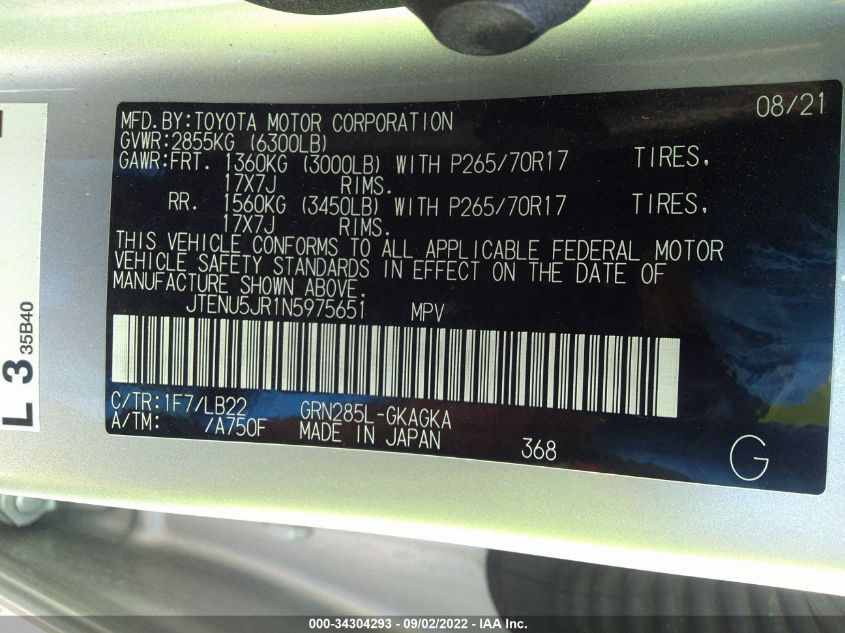 MFD.BY:TOYOTA MOTOR CORPORATION 08/21
GVWR:2855KG (6300LB)
GAWR:FRT. 1360KG (3000LB) WITH P265/70R17 TIRES,
17X7J RIMS.
RR. 1560KG (3450LB) WITH P265/70R17 TIRES,
17X7J RIMS.
THIS VEHICLE CONFORMS TO ALL APPLICABLE FEDERAL MOTOR
VEHICLE SAFETY STANDARDS IN EFFECT ON THE DATE OF
MANUFACTURE SHOWN ABOVE.
JTENU5JR1N5975651 MPV
C/TR:1F7/LB22 GRN285L-GKAGKA
A/TM: /A750F MADE IN JAPAN 368 G
L 3 35B40
000-34304293 - 09/02/2022 - IAA Inc.